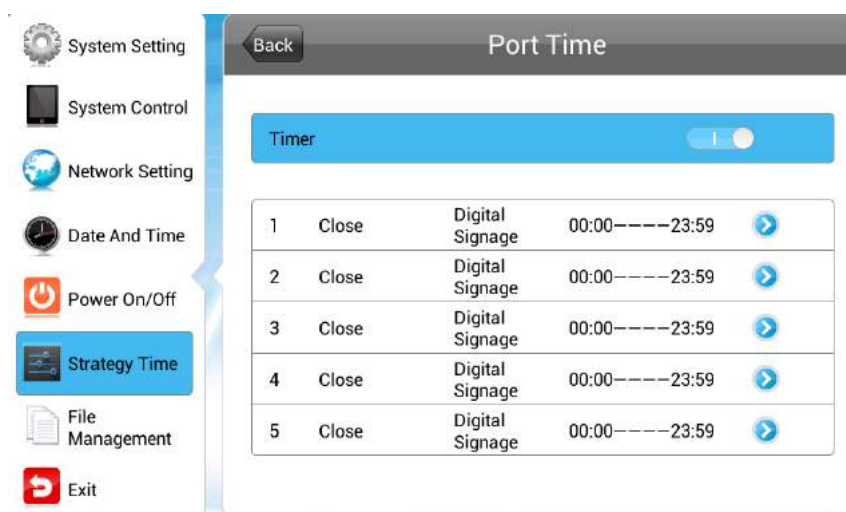 System Setting
System Control
Network Setting
Date And Time
Power On/Off
Strategy Time
File
Management
Exit
Back
Port Time
Timer
1 Close Digital Signage 00:00----23:59
2 Close Digital Signage 00:00----23:59
3 Close Digital Signage 00:00----23:59
4 Close Digital Signage 00:00----23:59
5 Close Digital Signage 00:00----23:59